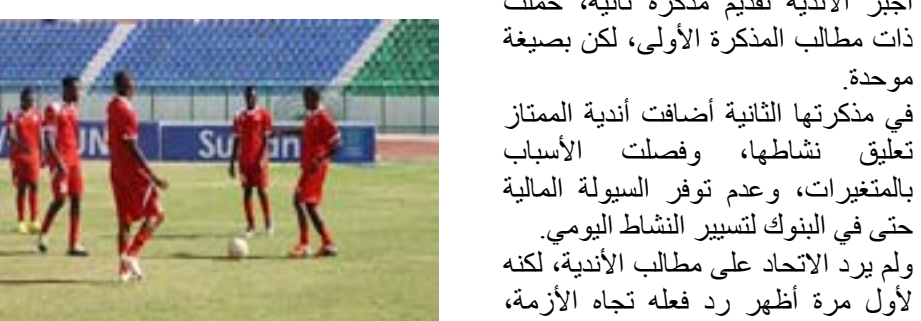 أجبر الأندية تقديم مذكرة ثانية، حملت
ذات مطالب المذكرة الأولى، لكن بصيغة
موحدة.
في مذكرتها الثانية أضافت أندية الممتاز
تعليق نشاطها، وفصلت الأسباب
بالمتغيرات، وعدم توفر السيولة المالية
حتى في البنوك لتسيير النشاط اليومي.
ولم يرد الاتحاد على مطالب الأندية، لكنه
لأول مرة أظهر رد فعله تجاه الأزمة،